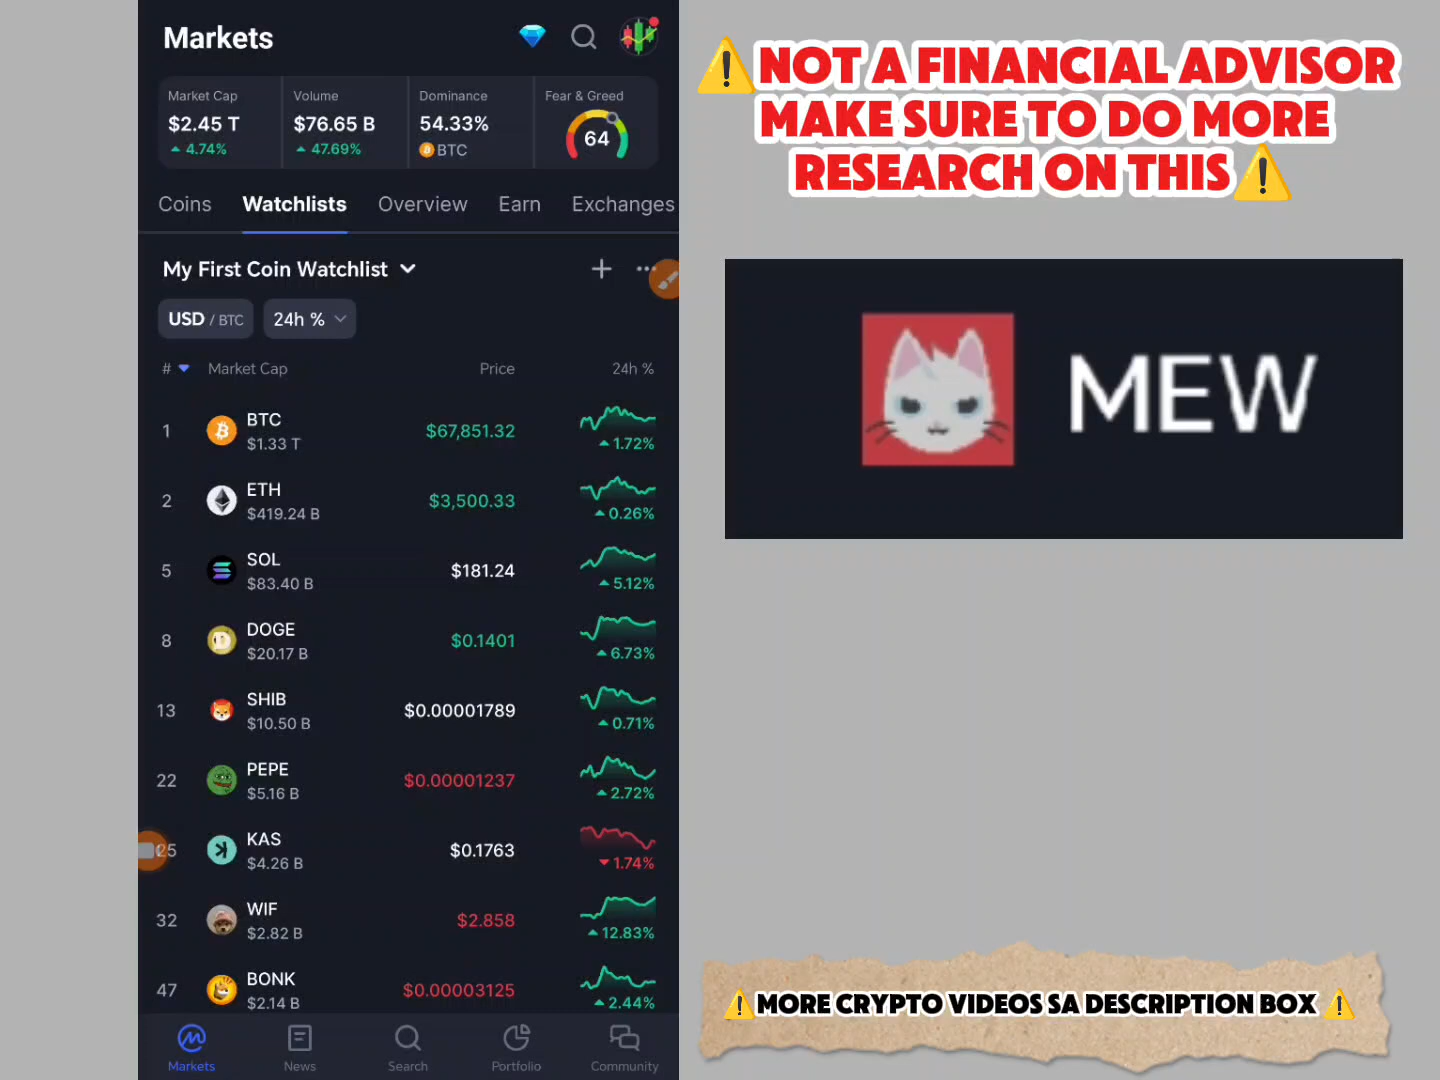 Markets
Market Cap
$2.45 T
4.74%
Volume
$76.65 B
47.69%
Dominance
54.33%
BTC
Fear & Greed
64
Coins Watchlists Overview Earn Exchanges
My First Coin Watchlist
USD / BTC 24h %
# Market Cap Price 24h %
1 BTC $67,851.32
$1.33 T 1.72%
2 ETH $3,500.33
$419.24 B 0.26%
5 SOL $181.24
$83.40 B 5.12%
8 DOGE $0.1401
$20.17 B 6.73%
13 SHIB $0.00001789
$10.50 B 0.71%
22 PEPE $0.00001237
$5.16 B 2.72%
25 KAS $0.1763
$4.26 B 1.74%
32 WIF $2.858
$2.82 B 12.83%
47 BONK $0.00003125
$2.14 B 2.44%
Markets News Search Portfolio Community
⚠️NOT A FINANCIAL ADVISOR
MAKE SURE TO DO MORE
RESEARCH ON THIS⚠️
MEW
⚠️MORE CRYPTO VIDEOS SA DESCRIPTION BOX ⚠️